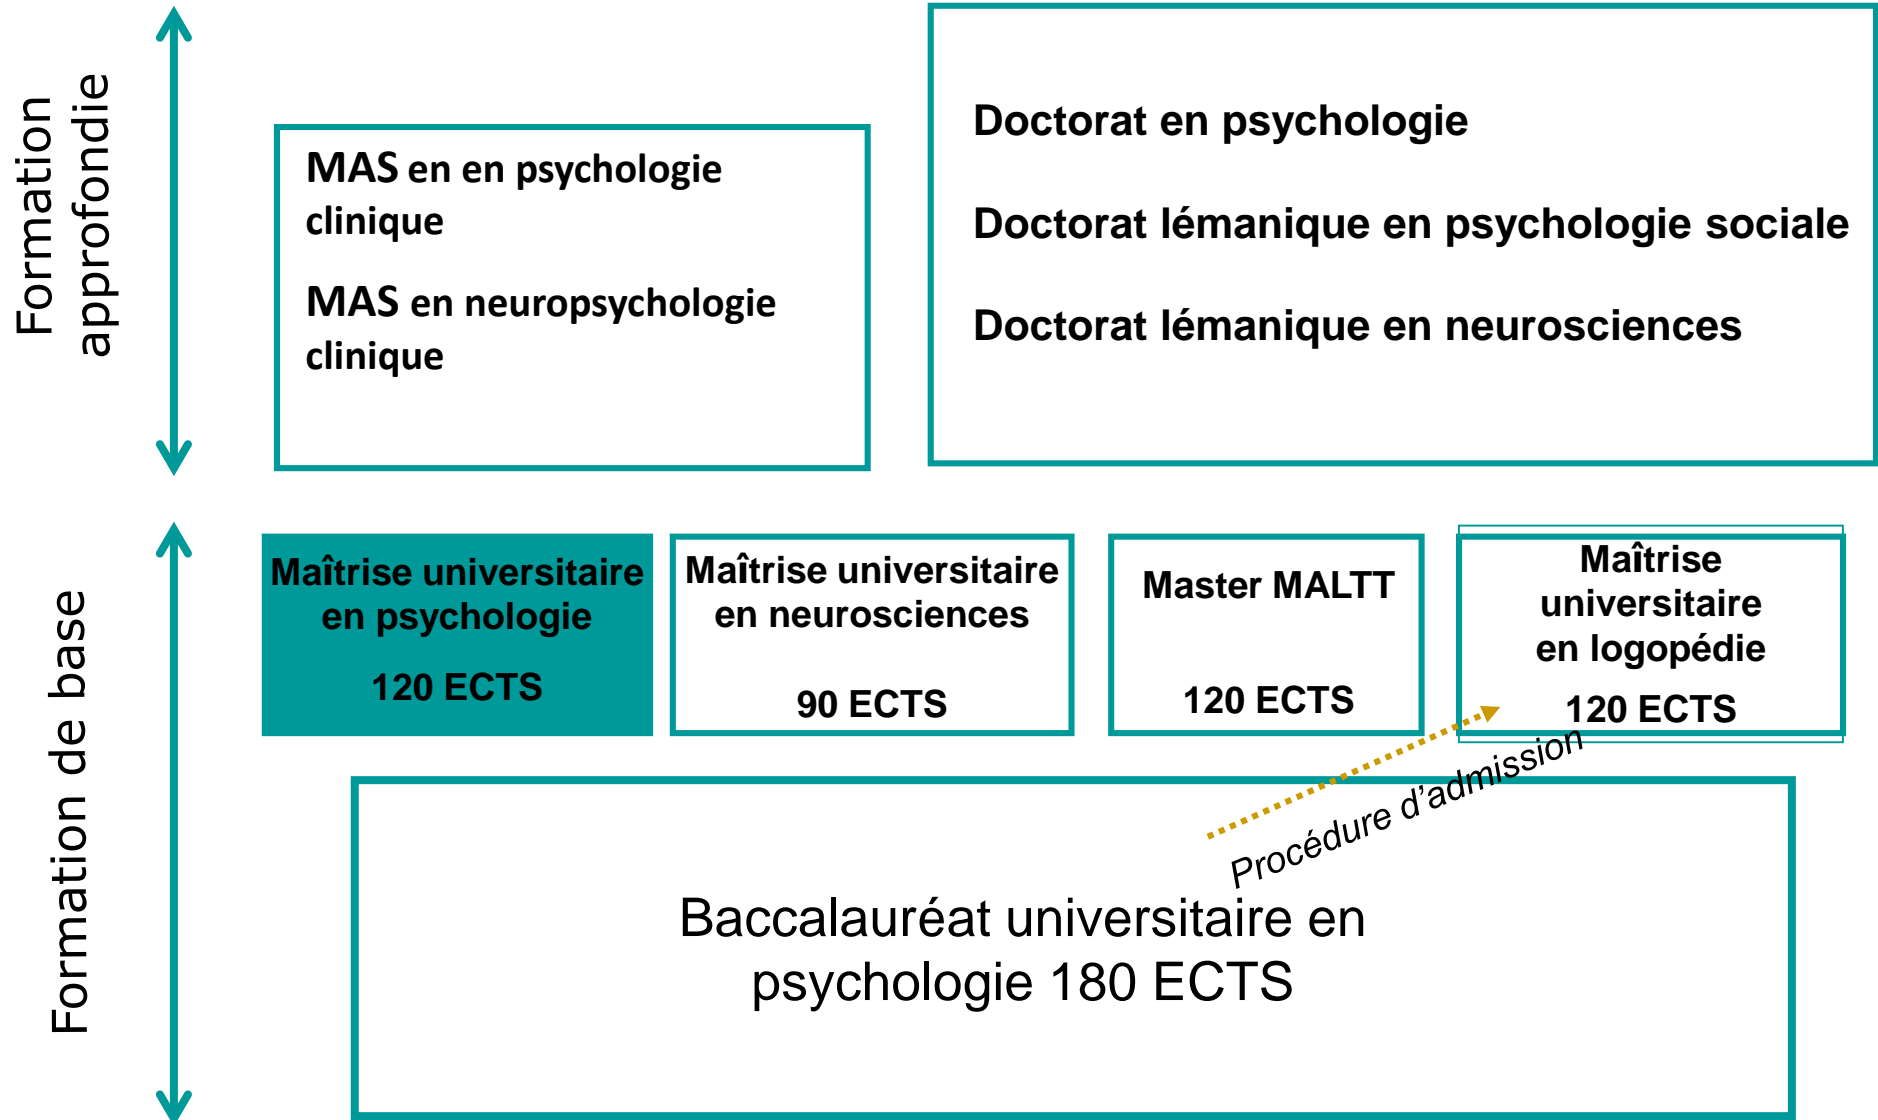 Formation
approfondie
MAS en en psychologie
clinique
MAS en neuropsychologie
clinique
Doctorat en psychologie
Doctorat lémanique en psychologie sociale
Doctorat lémanique en neurosciences
Formation de base
Maîtrise universitaire
en psychologie
120 ECTS
Maîtrise universitaire
en neurosciences
90 ECTS
Master MALTT
120 ECTS
Maîtrise
universitaire
en logopédie
120 ECTS
Procédure d’admission
Baccalauréat universitaire en
psychologie 180 ECTS